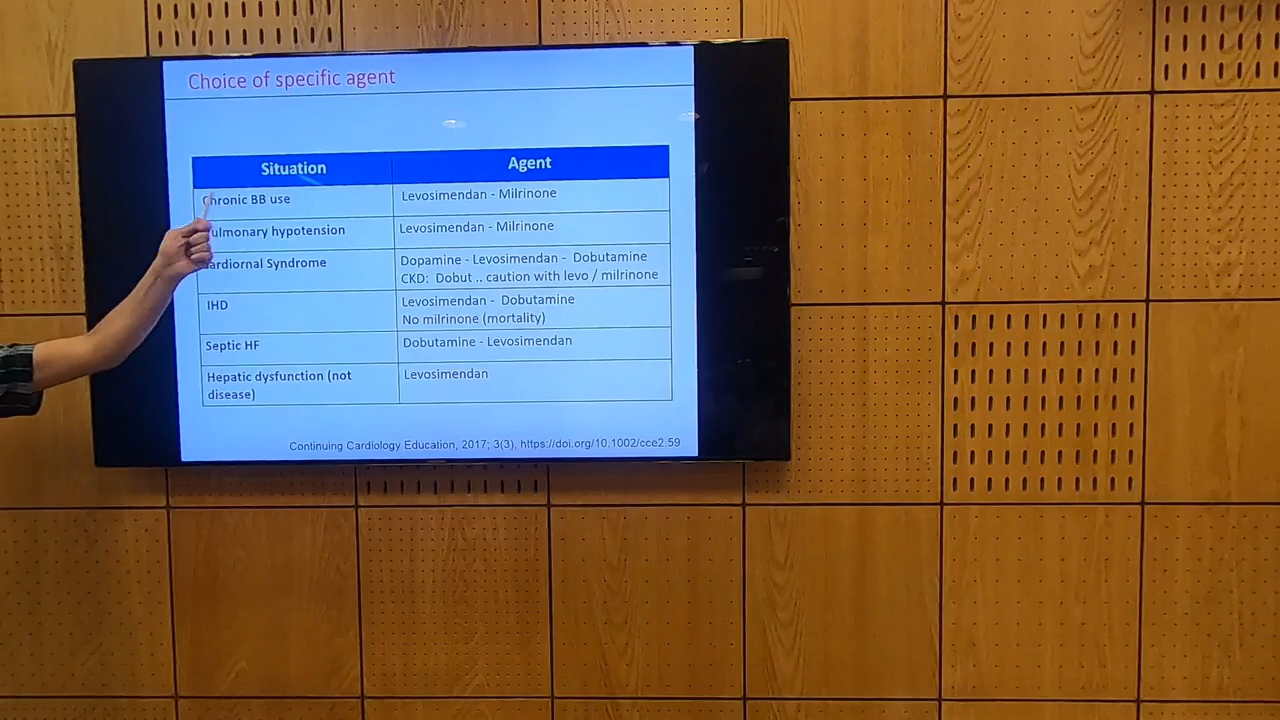 Choice of specific agent
Situation
Agent
Chronic BB use
Levosimendan - Milrinone
Pulmonary hypotension
Levosimendan - Milrinone
Cardiornal Syndrome
Dopamine - Levosimendan - Dobutamine
CKD: Dobut .. caution with levo / milrinone
IHD
Levosimendan - Dobutamine
No milrinone (mortality)
Septic HF
Dobutamine - Levosimendan
Hepatic dysfunction (not
disease)
Levosimendan
Continuing Cardiology Education, 2017; 3(3), https://doi.org/10.1002/cce2.59